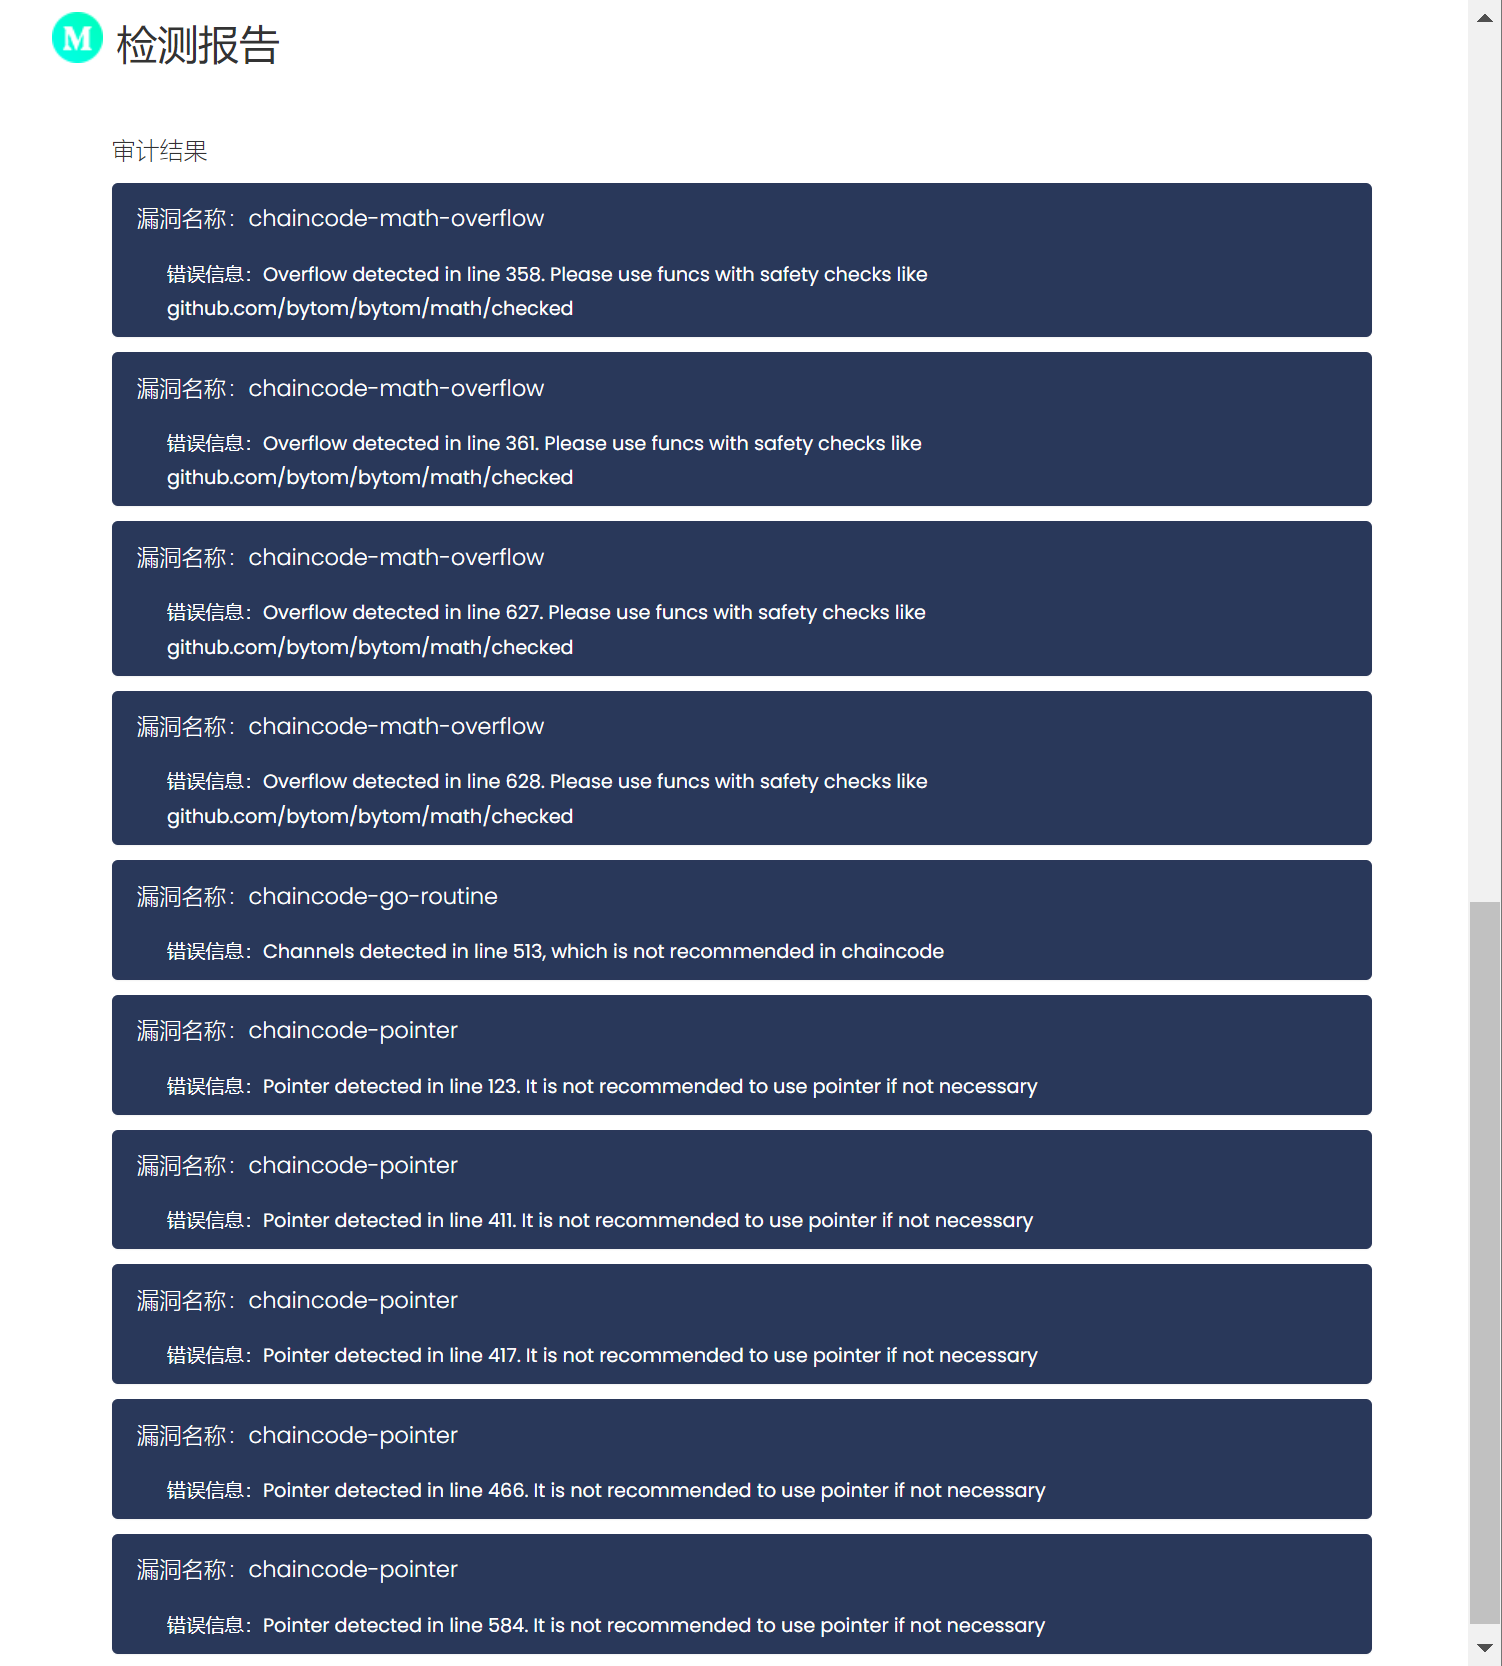 M 检测报告
审计结果
漏洞名称：chaincode-math-overflow
错误信息：Overflow detected in line 358. Please use funcs with safety checks like
github.com/bytom/bytom/math/checked
漏洞名称：chaincode-math-overflow
错误信息：Overflow detected in line 361. Please use funcs with safety checks like
github.com/bytom/bytom/math/checked
漏洞名称：chaincode-math-overflow
错误信息：Overflow detected in line 627. Please use funcs with safety checks like
github.com/bytom/bytom/math/checked
漏洞名称：chaincode-math-overflow
错误信息：Overflow detected in line 628. Please use funcs with safety checks like
github.com/bytom/bytom/math/checked
漏洞名称：chaincode-go-routine
错误信息：Channels detected in line 513, which is not recommended in chaincode
漏洞名称：chaincode-pointer
错误信息：Pointer detected in line 123. It is not recommended to use pointer if not necessary
漏洞名称：chaincode-pointer
错误信息：Pointer detected in line 411. It is not recommended to use pointer if not necessary
漏洞名称：chaincode-pointer
错误信息：Pointer detected in line 417. It is not recommended to use pointer if not necessary
漏洞名称：chaincode-pointer
错误信息：Pointer detected in line 466. It is not recommended to use pointer if not necessary
漏洞名称：chaincode-pointer
错误信息：Pointer detected in line 584. It is not recommended to use pointer if not necessary